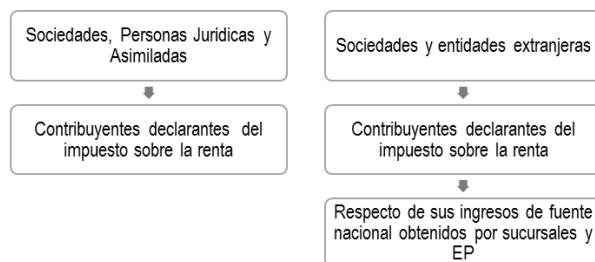 Sociedades, Personas Jurídicas y
Asimiladas
Contribuyentes declarantes del
impuesto sobre la renta
Sociedades y entidades extranjeras
Contribuyentes declarantes del
impuesto sobre la renta
Respecto de sus ingresos de fuente
nacional obtenidos por sucursales y
EP